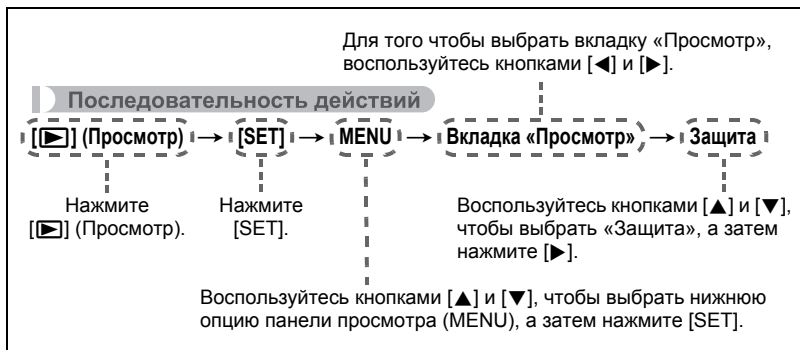 Для того чтобы выбрать вкладку «Просмотр»,
воспользуйтесь кнопками [◀] и [▶].
Последовательность действий
[▶] (Просмотр) → [SET] → MENU → Вкладка «Просмотр» → Защита
Нажмите
[▶] (Просмотр).
Нажмите
[SET].
Воспользуйтесь кнопками [▲] и [▼],
чтобы выбрать «Защита», а затем
нажмите [▶].
Воспользуйтесь кнопками [▲] и [▼], чтобы выбрать нижнюю
опцию панели просмотра (MENU), а затем нажмите [SET].